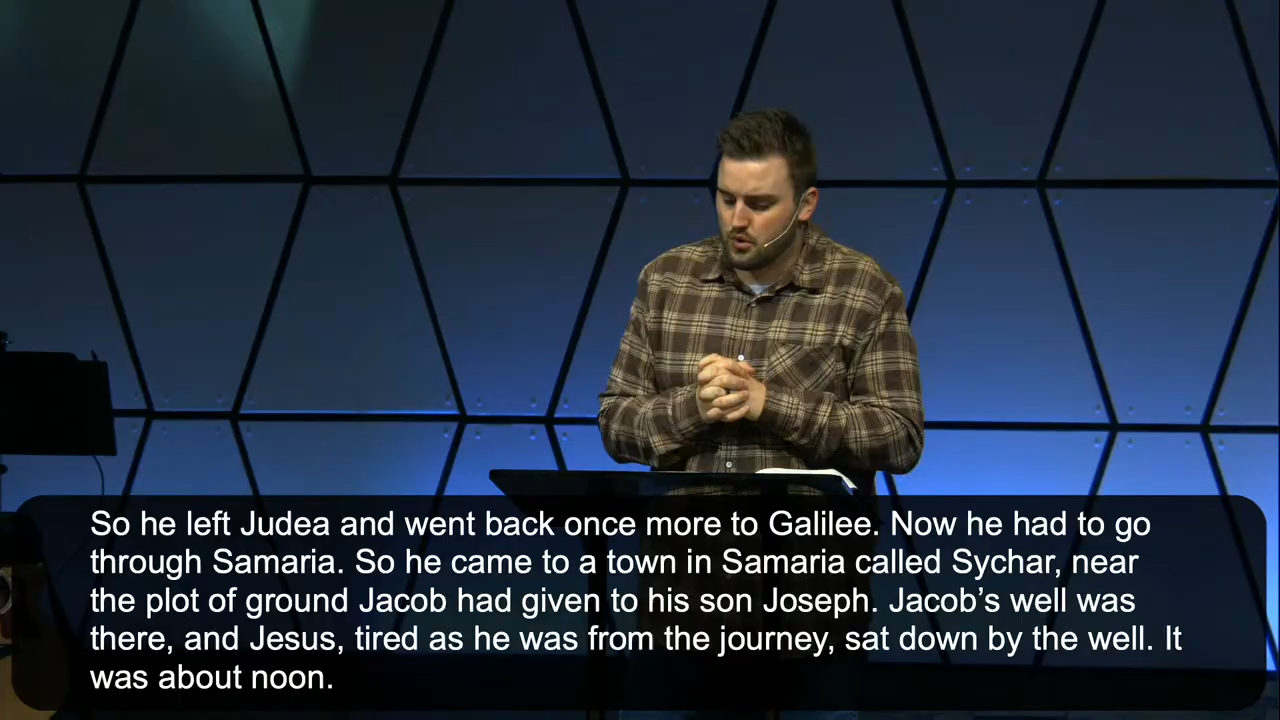 So he left Judea and went back once more to Galilee. Now he had to go
through Samaria. So he came to a town in Samaria called Sychar, near
the plot of ground Jacob had given to his son Joseph. Jacob’s well was
there, and Jesus, tired as he was from the journey, sat down by the well. It
was about noon.